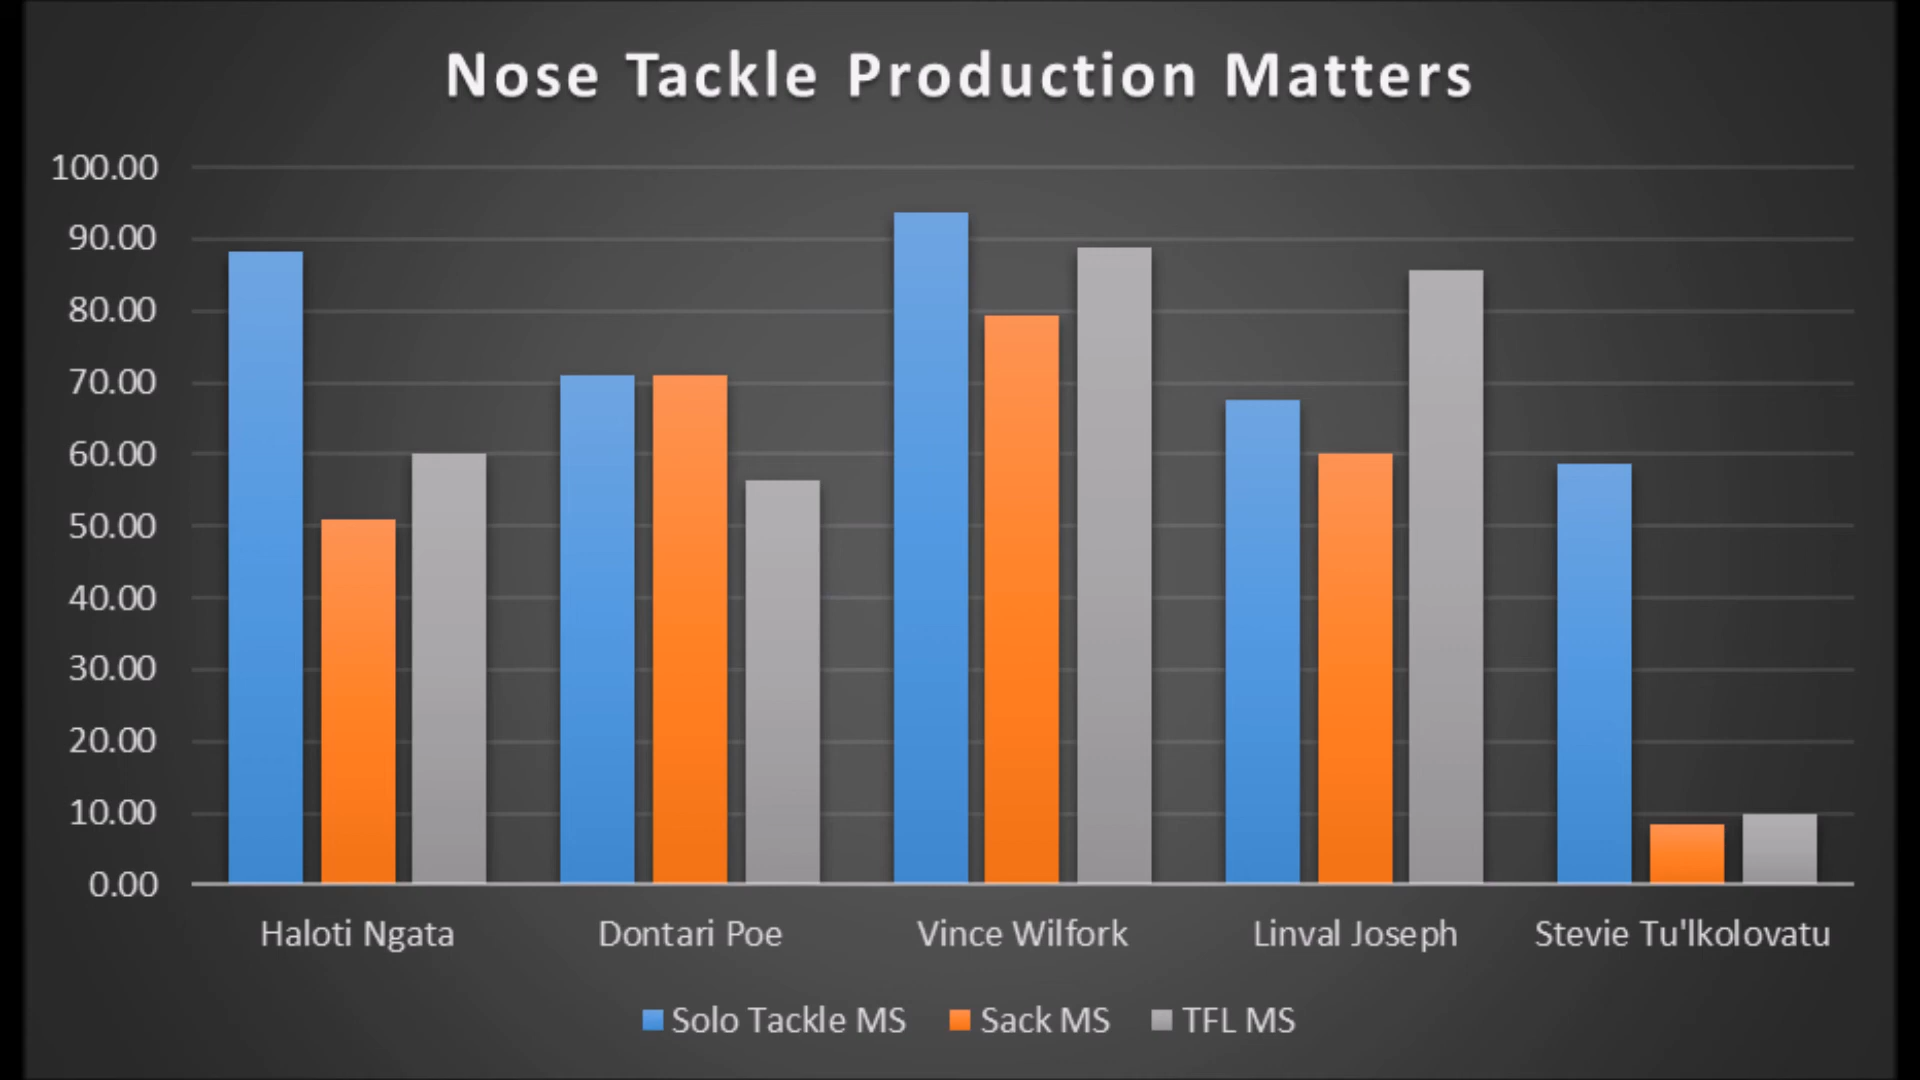 Nose Tackle Production Matters
100.00
90.00
80.00
70.00
60.00
50.00
40.00
30.00
20.00
10.00
0.00
Haloti Ngata
Dontari Poe
Vince Wilfork
Linval Joseph
Stevie Tu'lkolovatu
Solo Tackle MS
Sack MS
TFL MS